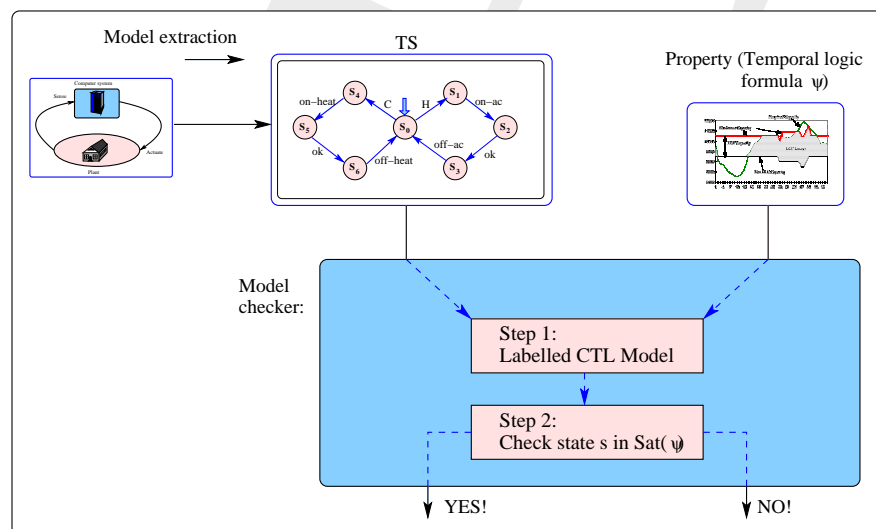 Model extraction
TS
Property (Temporal logic
formula ψ)
Computer system
Sense
Actuate
Plant
S4
S1
on−heat
C
H
on−ac
S5
S0
S2
ok
off−heat
off−ac
ok
S6
S3
Model
checker:
Step 1:
Labelled CTL Model
Step 2:
Check state s in Sat(ψ)
YES!
NO!